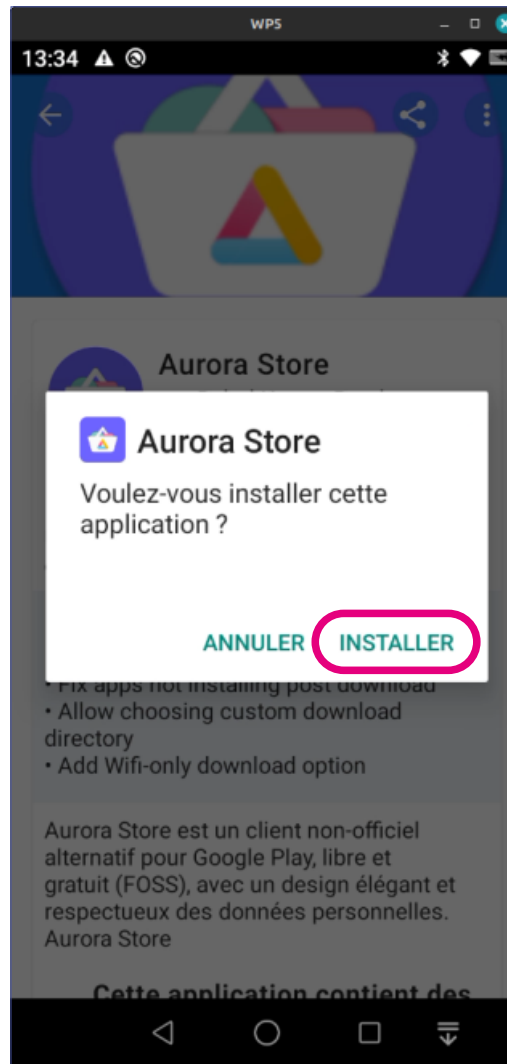 WPS
13:34
Aurora Store
Aurora Store
Voulez-vous installer cette
application ?
ANNULER INSTALLER
• Fix apps not installing post download
• Allow choosing custom download
directory
• Add Wifi-only download option
Aurora Store est un client non-officiel
alternatif pour Google Play, libre et
gratuit (FOSS), avec un design élégant et
respectueux des données personnelles.
Aurora Store
Cette application contient des